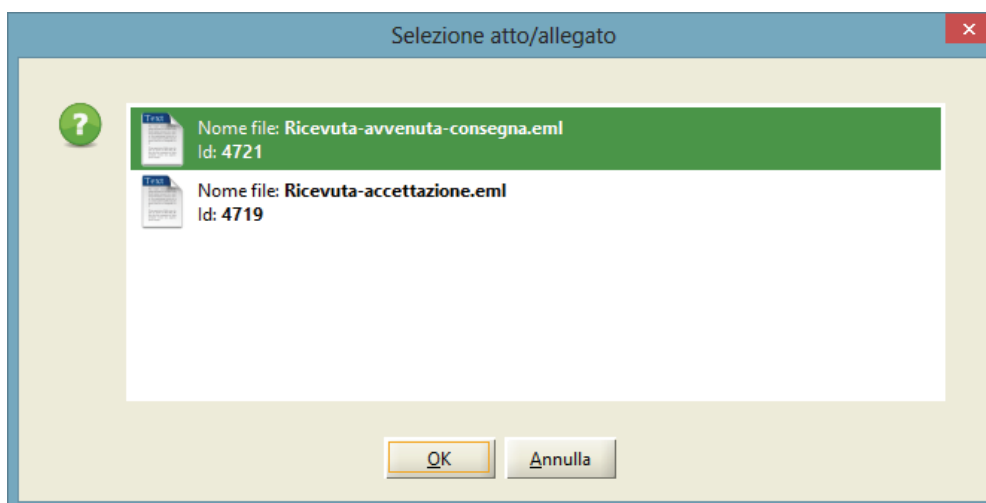 Selezione atto/allegato
Nome file: Ricevuta-avvenuta-consegna.eml
Id: 4721
Nome file: Ricevuta-accettazione.eml
Id: 4719
OK
Annulla
Text
Text